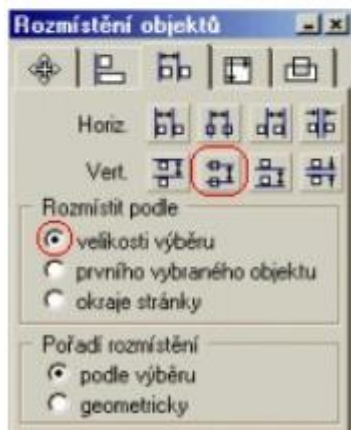 Rozmístění objektů
Horiz.
Vert.
Rozmístit podle
velikosti výběru
prvního vybraného objektu
okraje stránky
Pořadí rozmístění
podle výběru
geometricky